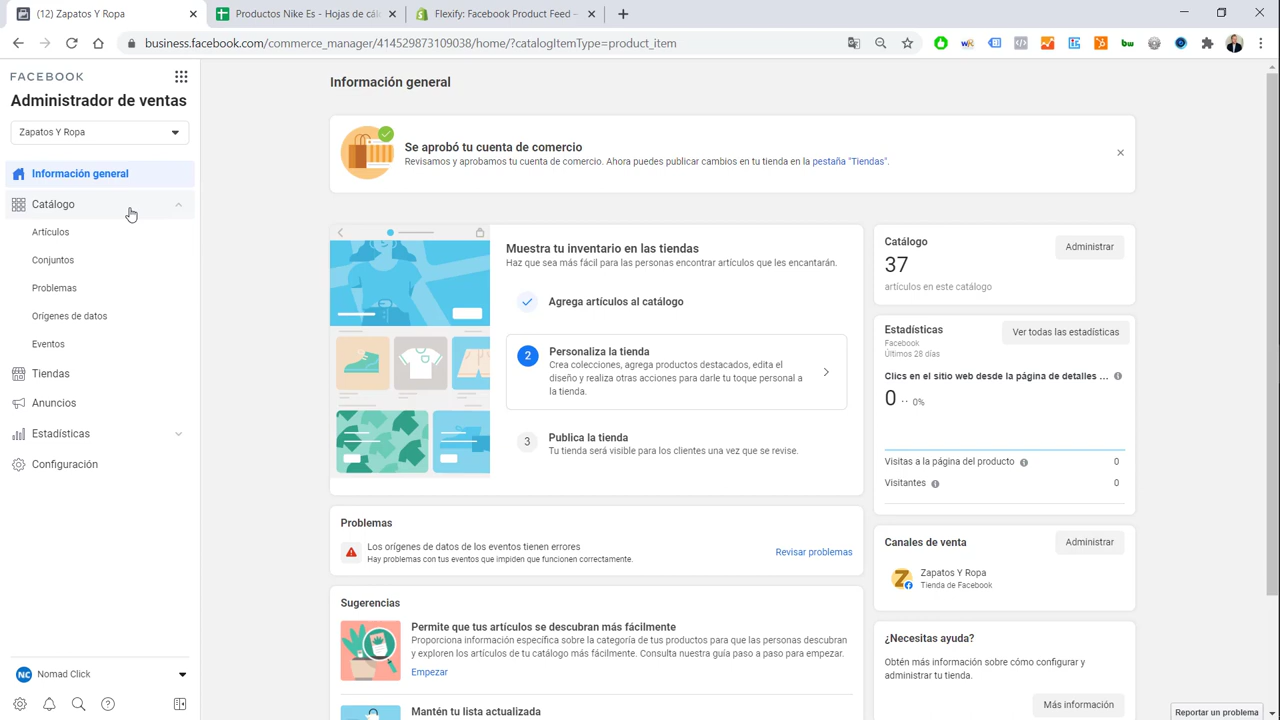 (12) Zapatos Y Ropa
Productos Nike Es - Hojas de cál
Flexify: Facebook Product Feed –
business.facebook.com/commerce_manager/414529873109038/home/?catalogItemType=product_item
FACEBOOK
Administrador de ventas
Zapatos Y Ropa
Información general
Catálogo
Artículos
Conjuntos
Problemas
Orígenes de datos
Eventos
Tiendas
Anuncios
Estadísticas
Configuración
NC Nomad Click
Información general
Se aprobó tu cuenta de comercio
Revisamos y aprobamos tu cuenta de comercio. Ahora puedes publicar cambios en tu tienda en la pestaña "Tiendas".
Muestra tu inventario en las tiendas
Haz que sea más fácil para las personas encontrar artículos que les encantarán.
Agrega artículos al catálogo
2 Personaliza la tienda
Crea colecciones, agrega productos destacados, edita el
diseño y realiza otras acciones para darle tu toque personal a
la tienda.
3 Publica la tienda
Tu tienda será visible para los clientes una vez que se revise.
Problemas
Los orígenes de datos de los eventos tienen errores
Hay problemas con tus eventos que impiden que funcionen correctamente.
Revisar problemas
Sugerencias
Permite que tus artículos se descubran más fácilmente
Proporciona información específica sobre la categoría de tus productos para que las personas descubran
y exploren los artículos de tu catálogo más fácilmente. Consulta nuestra guía paso a paso para empezar.
Empezar
Mantén tu lista actualizada
Catálogo
Administrar
37
artículos en este catálogo
Estadísticas
Facebook
Últimos 28 días
Ver todas las estadísticas
Clics en el sitio web desde la página de detalles ...
0 ·· 0%
Visitas a la página del producto 0
Visitantes 0
Canales de venta
Administrar
Z
Zapatos Y Ropa
Tienda de Facebook
¿Necesitas ayuda?
Obtén más información sobre cómo configurar y
administrar tu tienda.
Más información
Reportar un problema